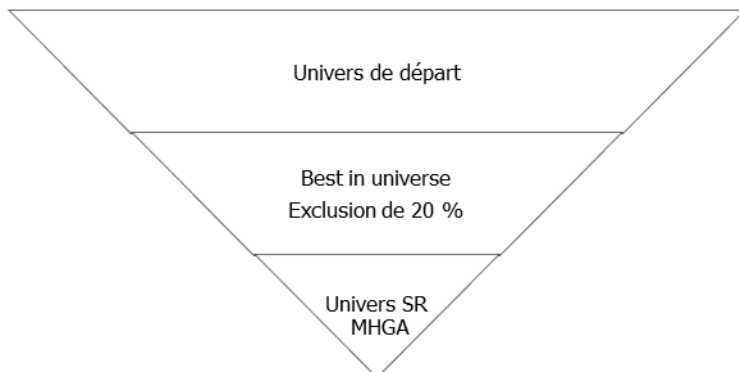 Univers de départ
Best in universe
Exclusion de 20 %
Univers SR
MHGA